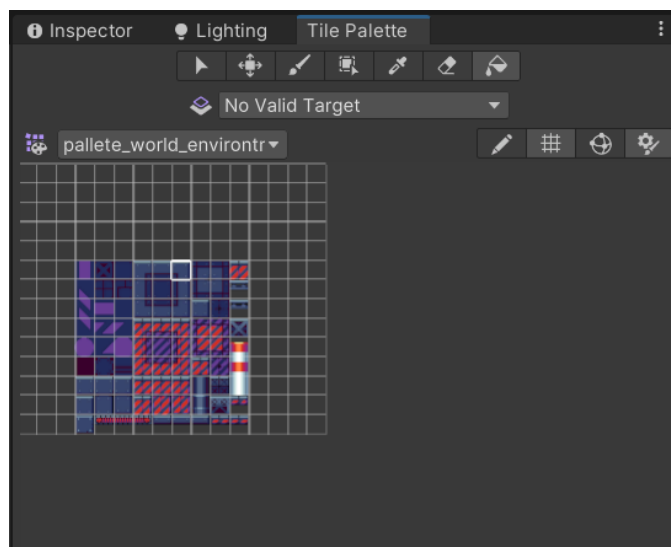 Inspector
Lighting
Tile Palette
No Valid Target
pallete_world_environtr